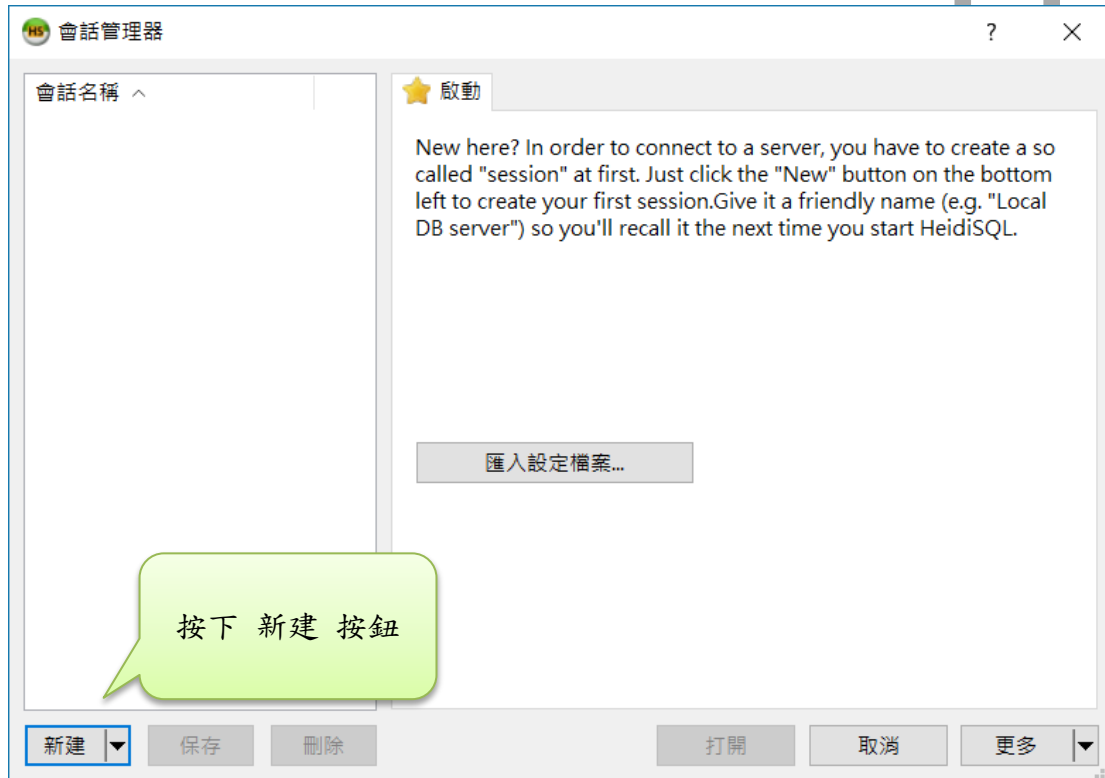 會話管理器
會話名稱
啟動
New here? In order to connect to a server, you have to create a so
called "session" at first. Just click the "New" button on the bottom
left to create your first session.Give it a friendly name (e.g. "Local
DB server") so you'll recall it the next time you start HeidiSQL.
匯入設定檔案...
按下 新建 按鈕
新建
保存
刪除
打開
取消
更多